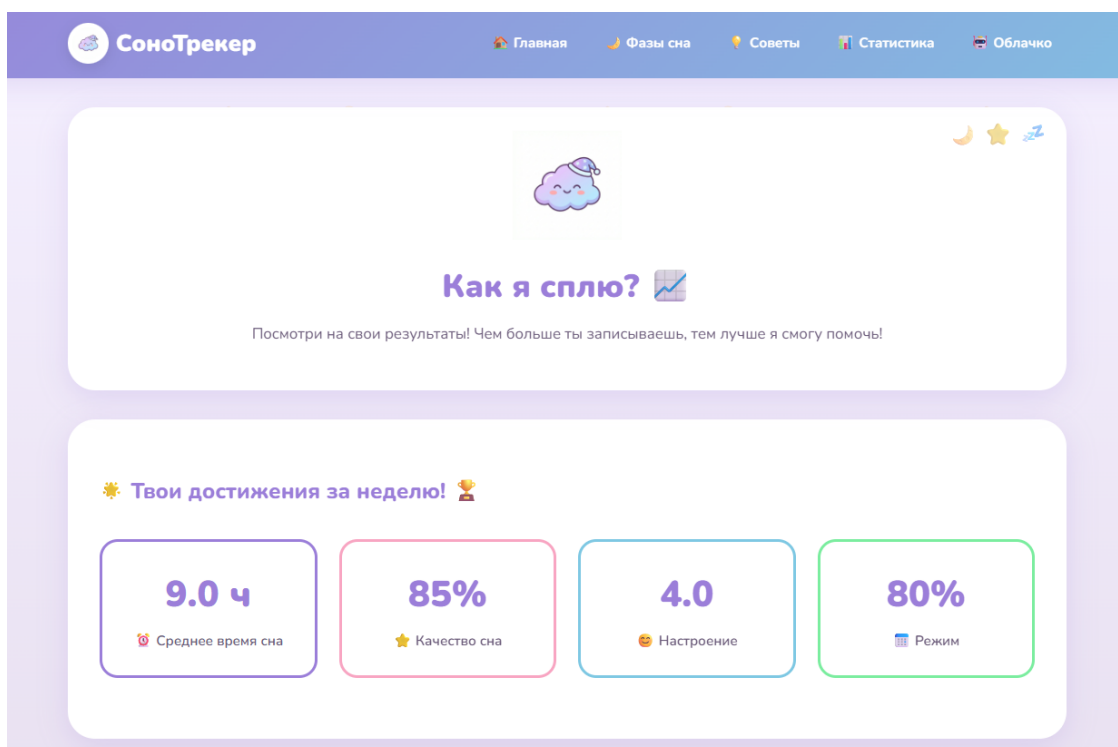 СоноТрекер
Главная
Фазы сна
Советы
Статистика
Облачко
Как я сплю?
Посмотри на свои результаты! Чем больше ты записываешь, тем лучше я смогу помочь!
Твои достижения за неделю!
9.0 ч
Среднее время сна
85%
Качество сна
4.0
Настроение
80%
Режим